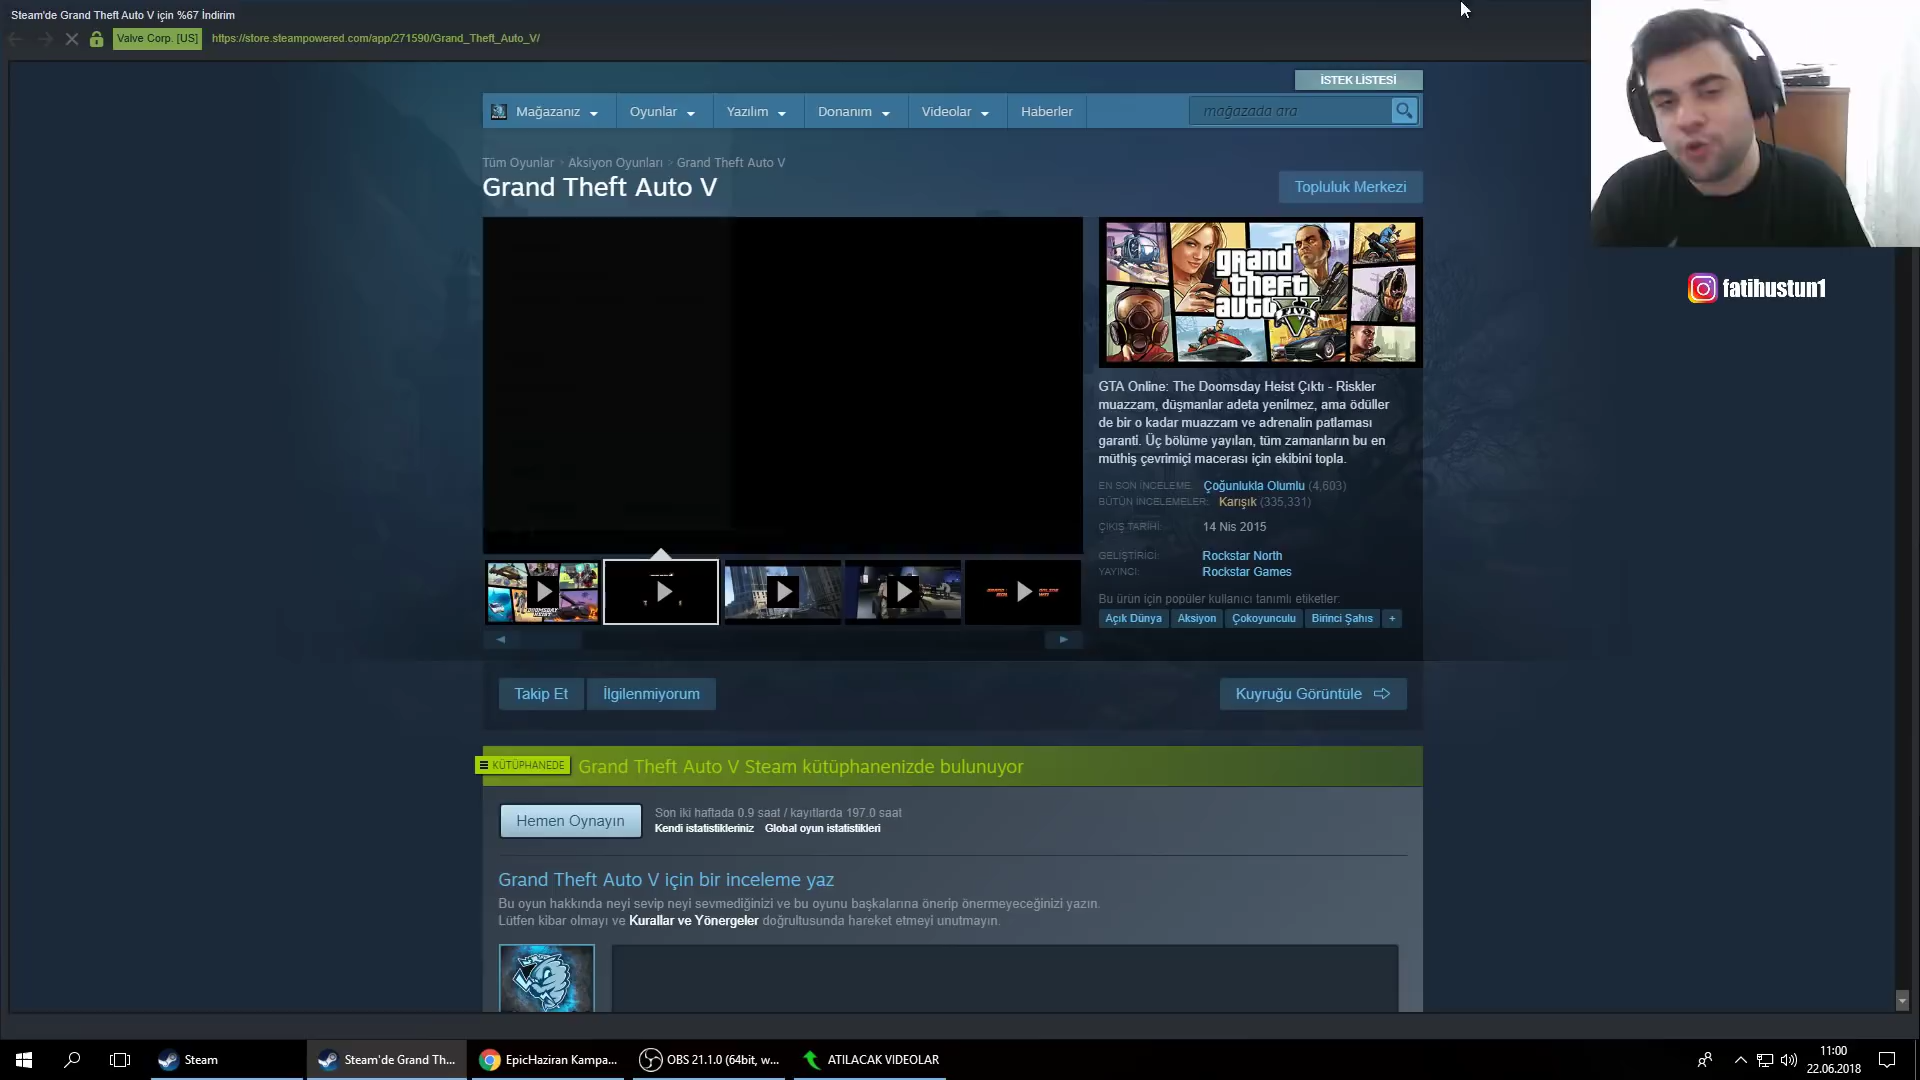 Steam'de Grand Theft Auto V için %67 İndirim
Valve Corp. [US]
https://store.steampowered.com/app/271590/Grand_Theft_Auto_V/
İSTEK LİSTESİ
Mağazanız
Oyunlar
Yazılım
Donanım
Videolar
Haberler
mağazada ara
Tüm Oyunlar > Aksiyon Oyunları > Grand Theft Auto V
Grand Theft Auto V
Topluluk Merkezi
grand
theft
auto
FIVE
fatihustun1
GTA Online: The Doomsday Heist Çıktı - Riskler
muazzam, düşmanlar adeta yenilmez, ama ödüller
de bir o kadar muazzam ve adrenalin patlaması
garanti. Üç bölüme yayılan, tüm zamanların bu en
müthiş çevrimiçi macerası için ekibini topla.
EN SON İNCELEME: Çoğunlukla Olumlu (4,603)
BÜTÜN İNCELEMELER: Karışık (335,331)
ÇIKIŞ TARİHİ: 14 Nis 2015
GELİŞTİRİCİ: Rockstar North
YAYINCI: Rockstar Games
Bu ürün için popüler kullanıcı tanımlı etiketler:
Açık Dünya
Aksiyon
Çokoyunculu
Birinci Şahıs
+
Takip Et
İlgilenmiyorum
Kuyruğu Görüntüle
KÜTÜPHANEDE
Grand Theft Auto V Steam kütüphanenizde bulunuyor
Hemen Oynayın
Son iki haftada 0.9 saat / kayıtlarda 197.0 saat
Kendi istatistikleriniz
Global oyun istatistikleri
Grand Theft Auto V için bir inceleme yaz
Bu oyun hakkında neyi sevip neyi sevmediğinizi ve bu oyunu başkalarına önerip önermeyeceğinizi yazın.
Lütfen kibar olmayı ve Kurallar ve Yönergeler doğrultusunda hareket etmeyi unutmayın.
Steam
Steam'de Grand Th...
EpicHaziran Kampa...
OBS 21.1.0 (64bit, w...
ATILACAK VIDEOLAR
11:00
22.06.2018